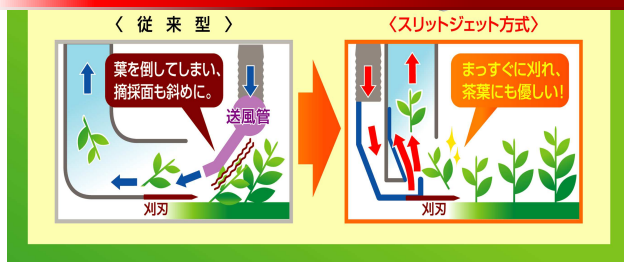 〈 従 来 型 〉
〈スリットジェット方式〉
葉を倒してしまい、
摘採面も斜めに。
送風管
刈刃
まっすぐに刈れ、
茶葉にも優しい!
刈刃